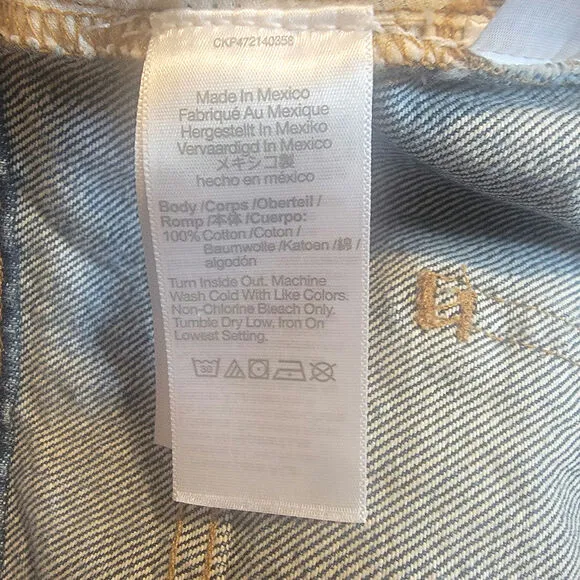 CKP472140358
Made In Mexico
Fabriqué Au Mexique
Hergestellt In Mexiko
Vervaardigd In Mexico
メキシコ製
hecho en méxico
Body /Corps /Oberteil /
Romp /本体 /Cuerpo:
100% Cotton /Coton /
Baumwolle /Katoen /綿 /
algodón
Turn Inside Out. Machine
Wash Cold With Like Colors.
Non-Chlorine Bleach Only.
Tumble Dry Low, Iron On
Lowest Setting.
30